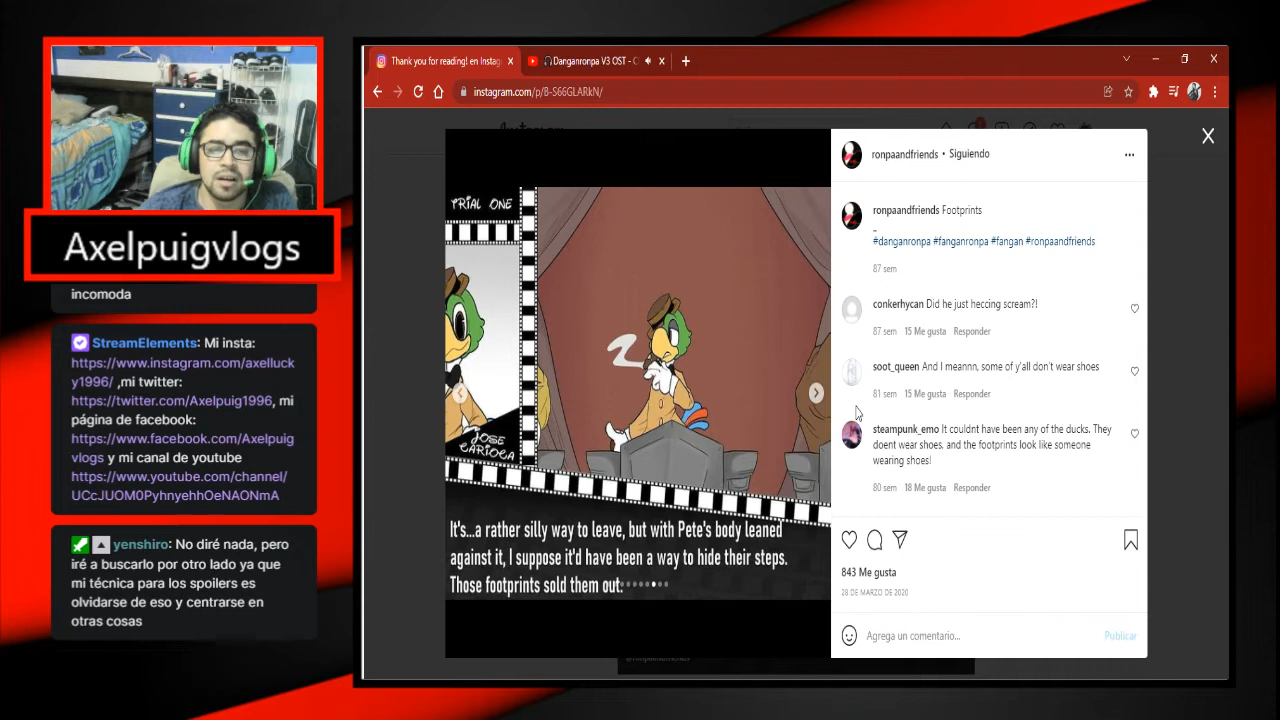 Axelpuigvlogs
incomoda
StreamElements: Mi insta:
https://www.instagram.com/axelluck
y1996/ ,mi twitter:
https://twitter.com/Axelpuig1996, mi
página de facebook:
https://www.facebook.com/Axelpuig
vlogs y mi canal de youtube
https://www.youtube.com/channel/
UCcJUOM0PyhnyehhOeNAONmA
yenshiro: No diré nada, pero
iré a buscarlo por otro lado ya que
mi técnica para los spoilers es
olvidarse de eso y centrarse en
otras cosas
Thank you for reading! en Instag
Danganronpa V3 OST - C
instagram.com/p/B-S66GLARkN/
TRIAL ONE
JOSE
CARIOCA
It's...a rather silly way to leave, but with Pete's body leaned
against it, I suppose it'd have been a way to hide their steps.
Those footprints sold them out.
ronpaandfriends • Siguiendo
ronpaandfriends Footprints
_
#danganronpa #fanganronpa #fangan #ronpaandfriends
87 sem
conkerhycan Did he just heccing scream?!
87 sem 15 Me gusta Responder
soot_queen And I meannn, some of y'all don't wear shoes
81 sem 15 Me gusta Responder
steampunk_emo It couldnt have been any of the ducks. They
doent wear shoes, and the footprints look like someone
wearing shoes!
80 sem 18 Me gusta Responder
843 Me gusta
28 DE MARZO DE 2020
Agrega un comentario...
Publicar